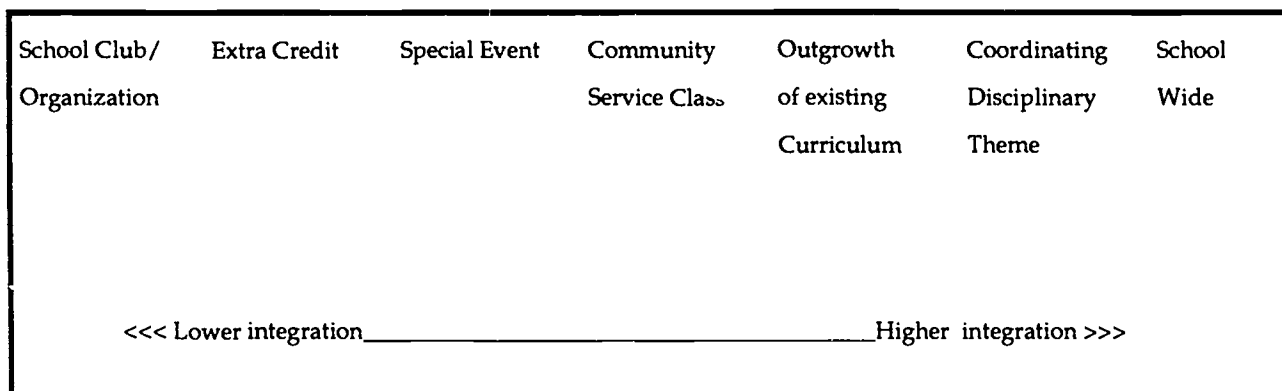 School Club/ Extra Credit Special Event Community Outgrowth Coordinating School
Organization Service Class of existing Disciplinary Wide
Curriculum Theme
<<< Lower integration Higher integration >>>